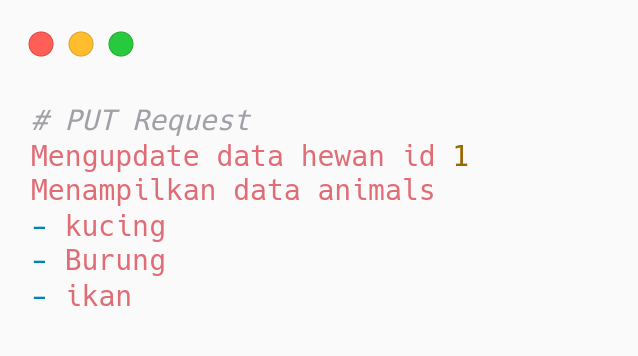 # PUT Request
Mengupdate data hewan id 1
Menampilkan data animals
- kucing
- Burung
- ikan